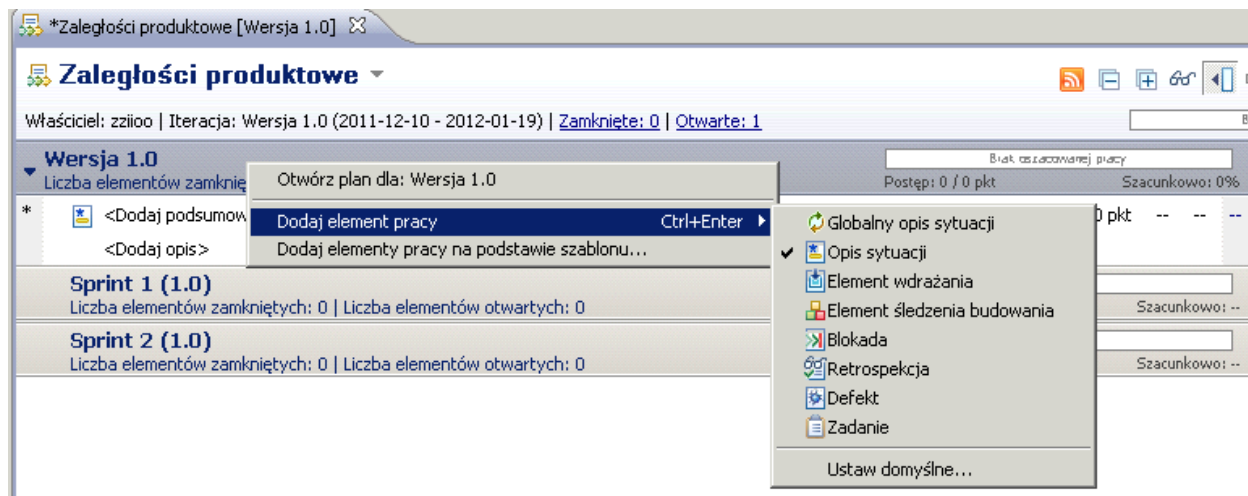 *Zaległości produktowe [Wersja 1.0]
Zaległości produktowe
Właściciel: zziioo | Iteracja: Wersja 1.0 (2011-12-10 - 2012-01-19) | Zamknięte: 0 | Otwarte: 1
Wersja 1.0
Brak oszacowanej pracy
Liczba elementów zamknię
Postęp: 0 / 0 pkt
Szacunkowo: 0%
Otwórz plan dla: Wersja 1.0
Dodaj element pracy Ctrl+Enter
Dodaj elementy pracy na podstawie szablonu...
* <Dodaj podsumow
pkt -- -- --
<Dodaj opis>
Globalny opis sytuacji
Opis sytuacji
Element wdrażania
Element śledzenia budowania
Blokada
Retrospekcja
Defekt
Zadanie
Ustaw domyślne...
Sprint 1 (1.0)
Liczba elementów zamkniętych: 0 | Liczba elementów otwartych: 0
Szacunkowo: --
Sprint 2 (1.0)
Liczba elementów zamkniętych: 0 | Liczba elementów otwartych: 0
Szacunkowo: --